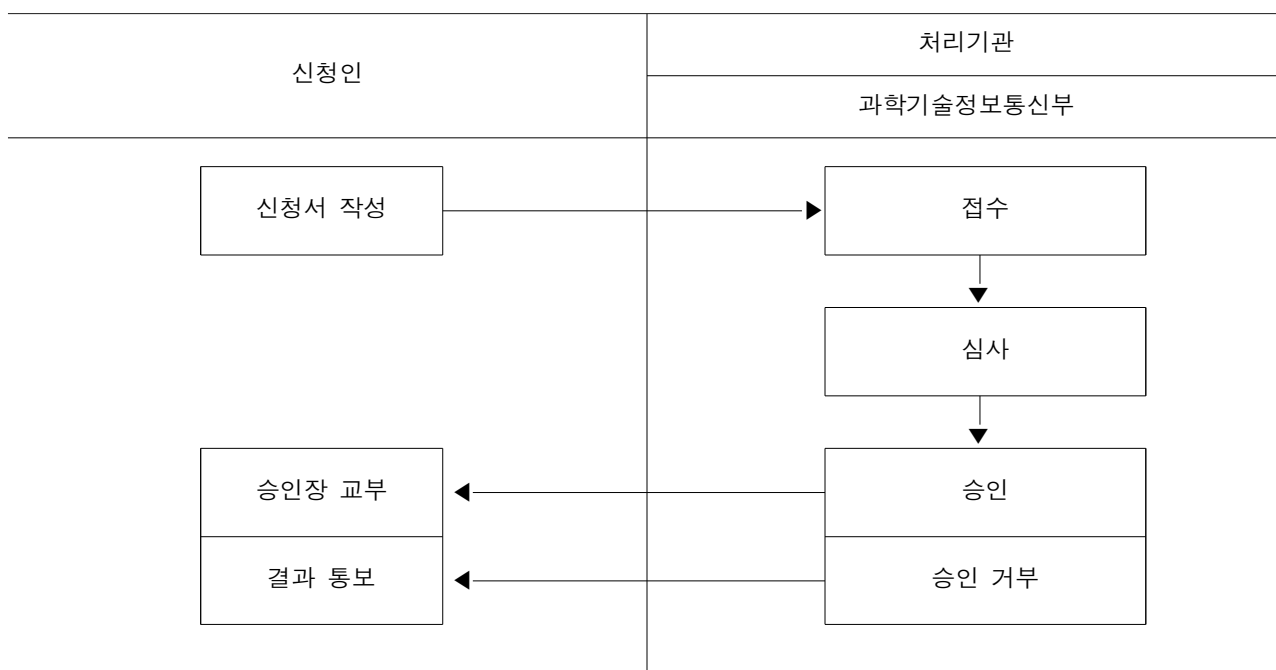 신청인
처리기관
과학기술정보통신부
신청서 작성
접수
심사
승인장 교부
승인
결과 통보
승인 거부